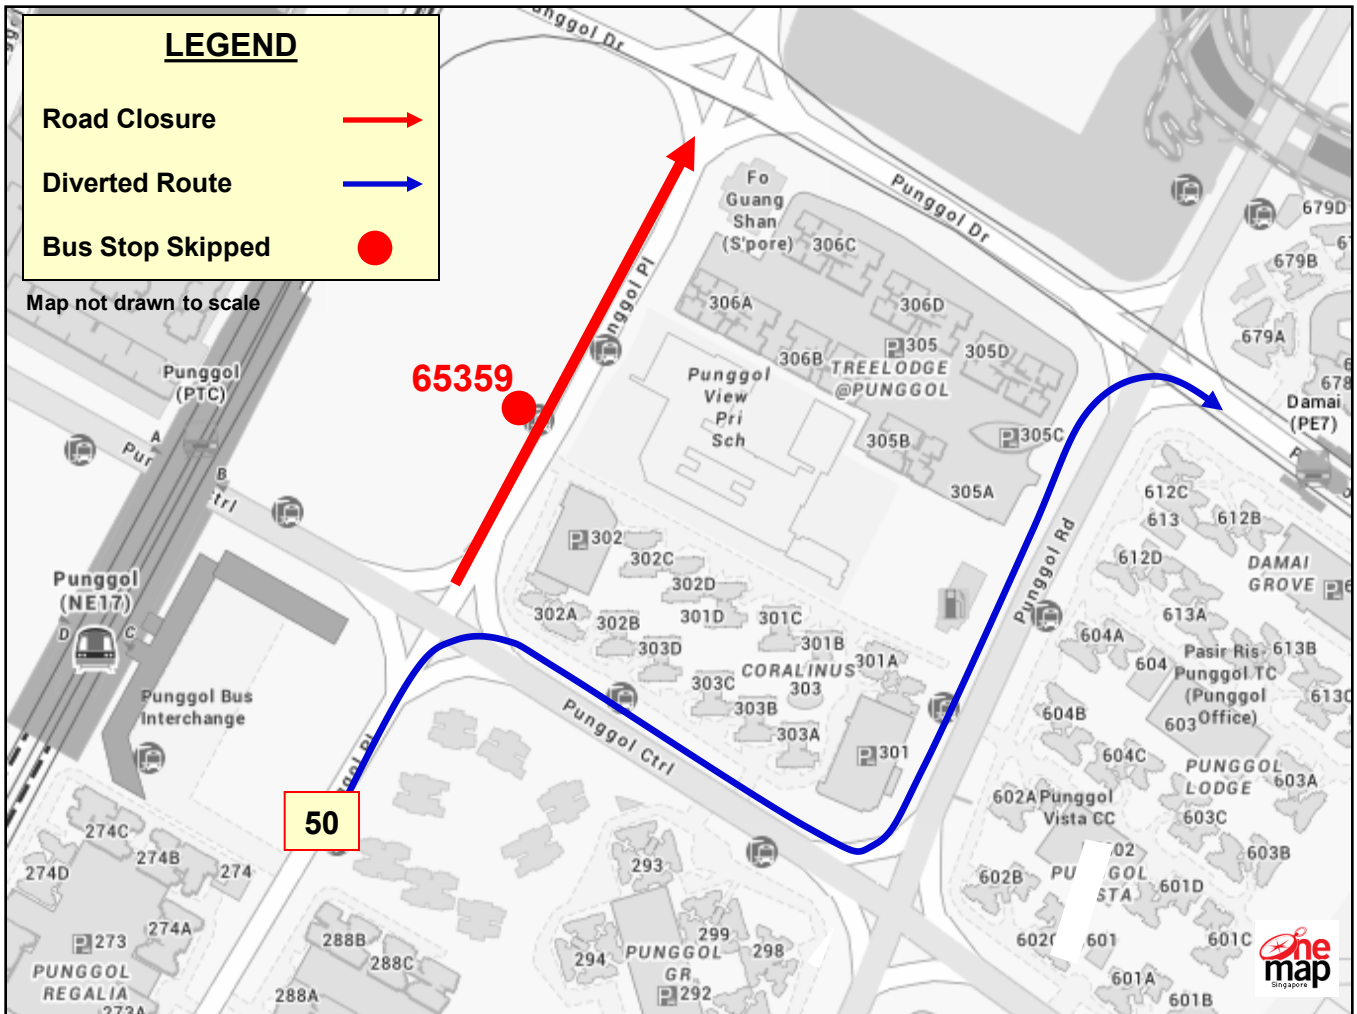 LEGEND
Road Closure
Diverted Route
Bus Stop Skipped
Map not drawn to scale
Punggol Dr
Punggol Dr
Fo
Guang
Shan
(S'pore)
306C
306A
306D
306B
305
305D
TREELODGE
@PUNGGOL
305C
305B
305A
679D
679B
679A
678
Damai
(PE7)
65359
Punggol
(PTC)
A
B
Punggol
View
Pri
Sch
Punggol
(NE17)
D
C
Punggol Bus
Interchange
302
302C
302D
302A
302B
301D
301C
303D
301B
301A
CORALINUS
303C
303
303B
303A
301
Punggol Ctrl
Punggol Rd
612C
613
612B
612D
DAMAI
GROVE
613A
604A
604
Pasir Ris-
Punggol TC
(Punggol
Office)
613B
604B
603
604C
PUNGGOL
LODGE
603A
602A
Punggol
Vista CC
603C
603B
602B
601D
601
601C
601A
601B
50
274C
274B
274D
274
274A
273
PUNGGOL
REGALIA
273A
288B
288C
288A
293
294
299
298
PUNGGOL
GR
292
One
map
Singapore